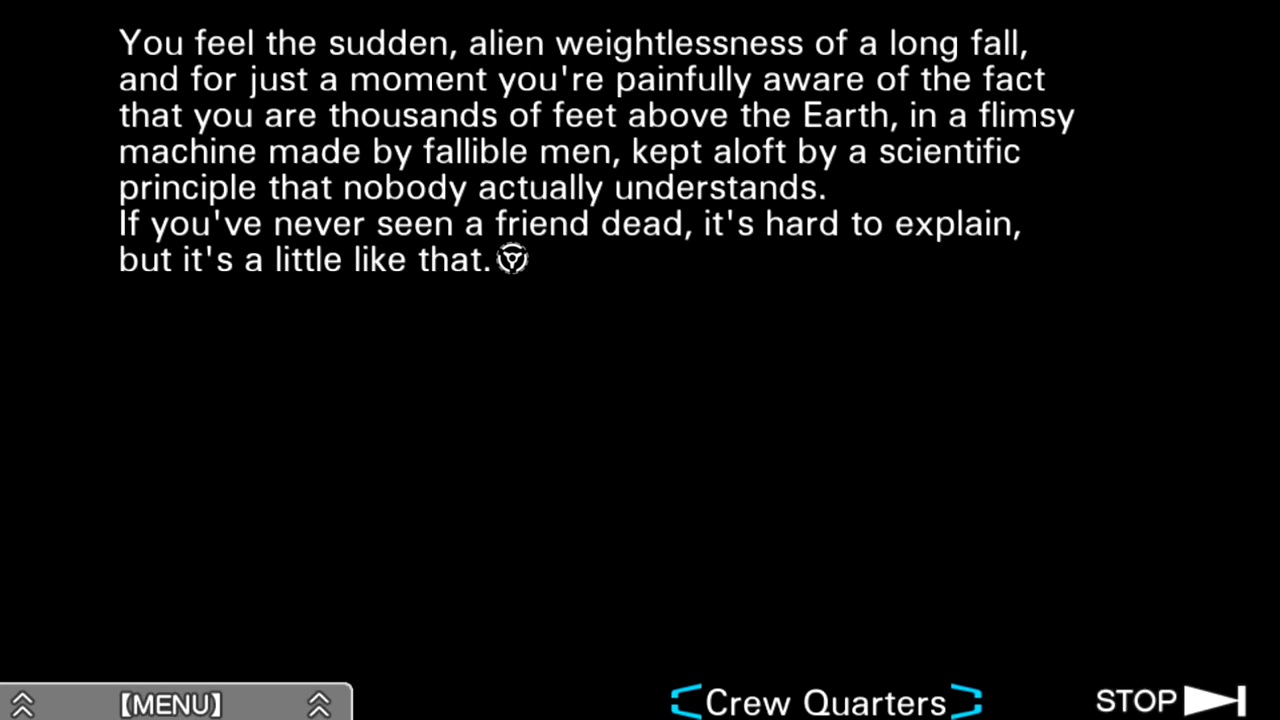 You feel the sudden, alien weightlessness of a long fall,
and for just a moment you're painfully aware of the fact
that you are thousands of feet above the Earth, in a flimsy
machine made by fallible men, kept aloft by a scientific
principle that nobody actually understands.
If you've never seen a friend dead, it's hard to explain,
but it's a little like that.
【MENU】
Crew Quarters
STOP